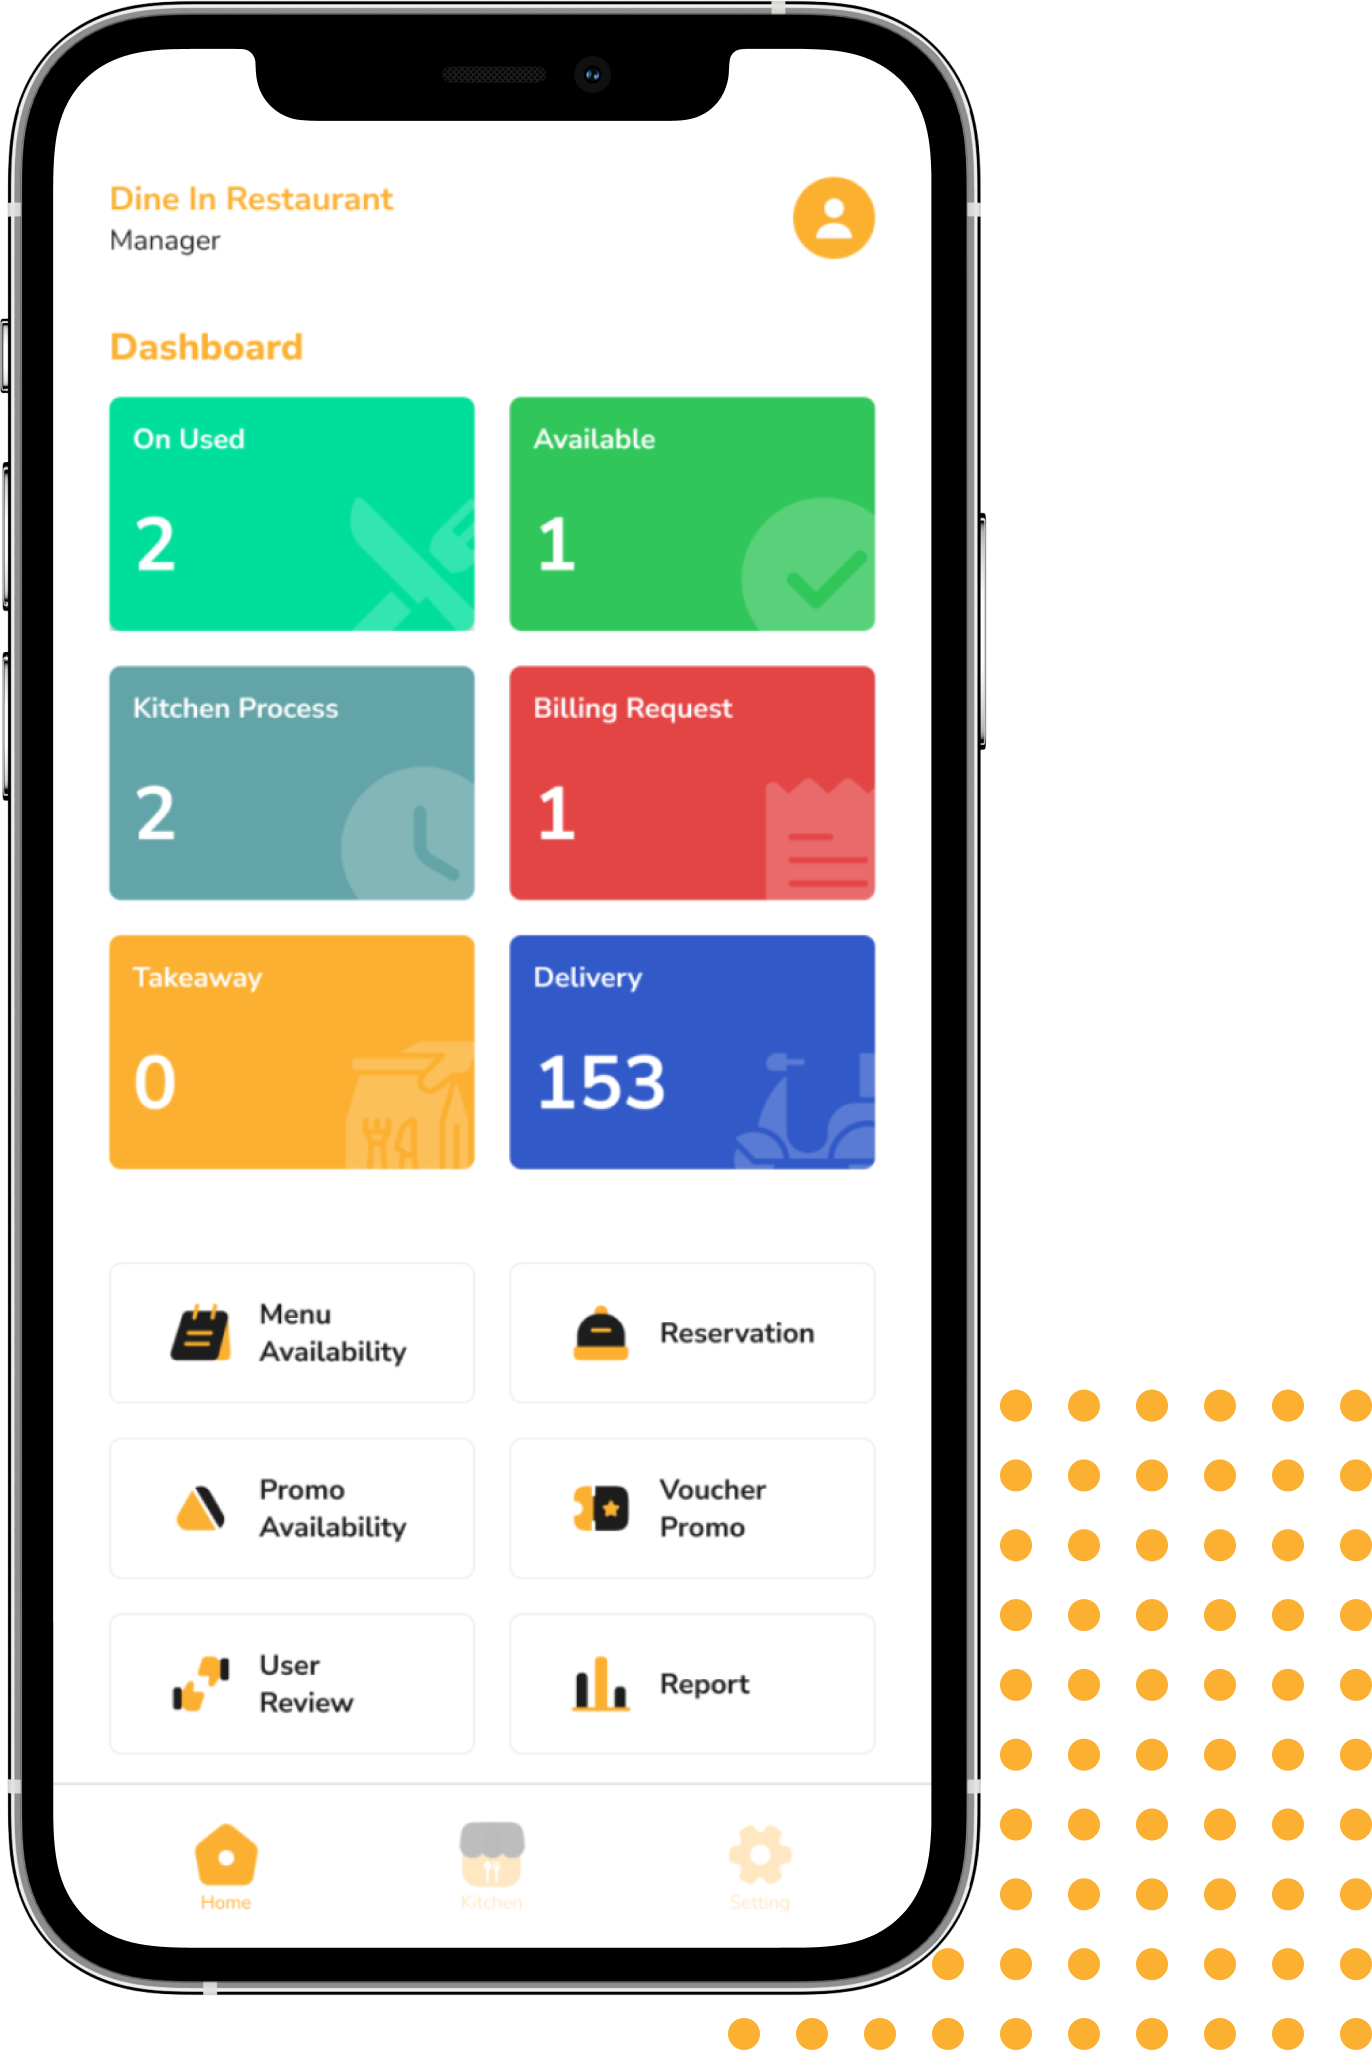 Dine In Restaurant
Manager
Dashboard
On Used
2
Available
1
Kitchen Process
2
Billing Request
1
Takeaway
0
Delivery
153
Menu
Availability
Reservation
Promo
Availability
Voucher
Promo
User
Review
Report
Home
Kitchen
Setting